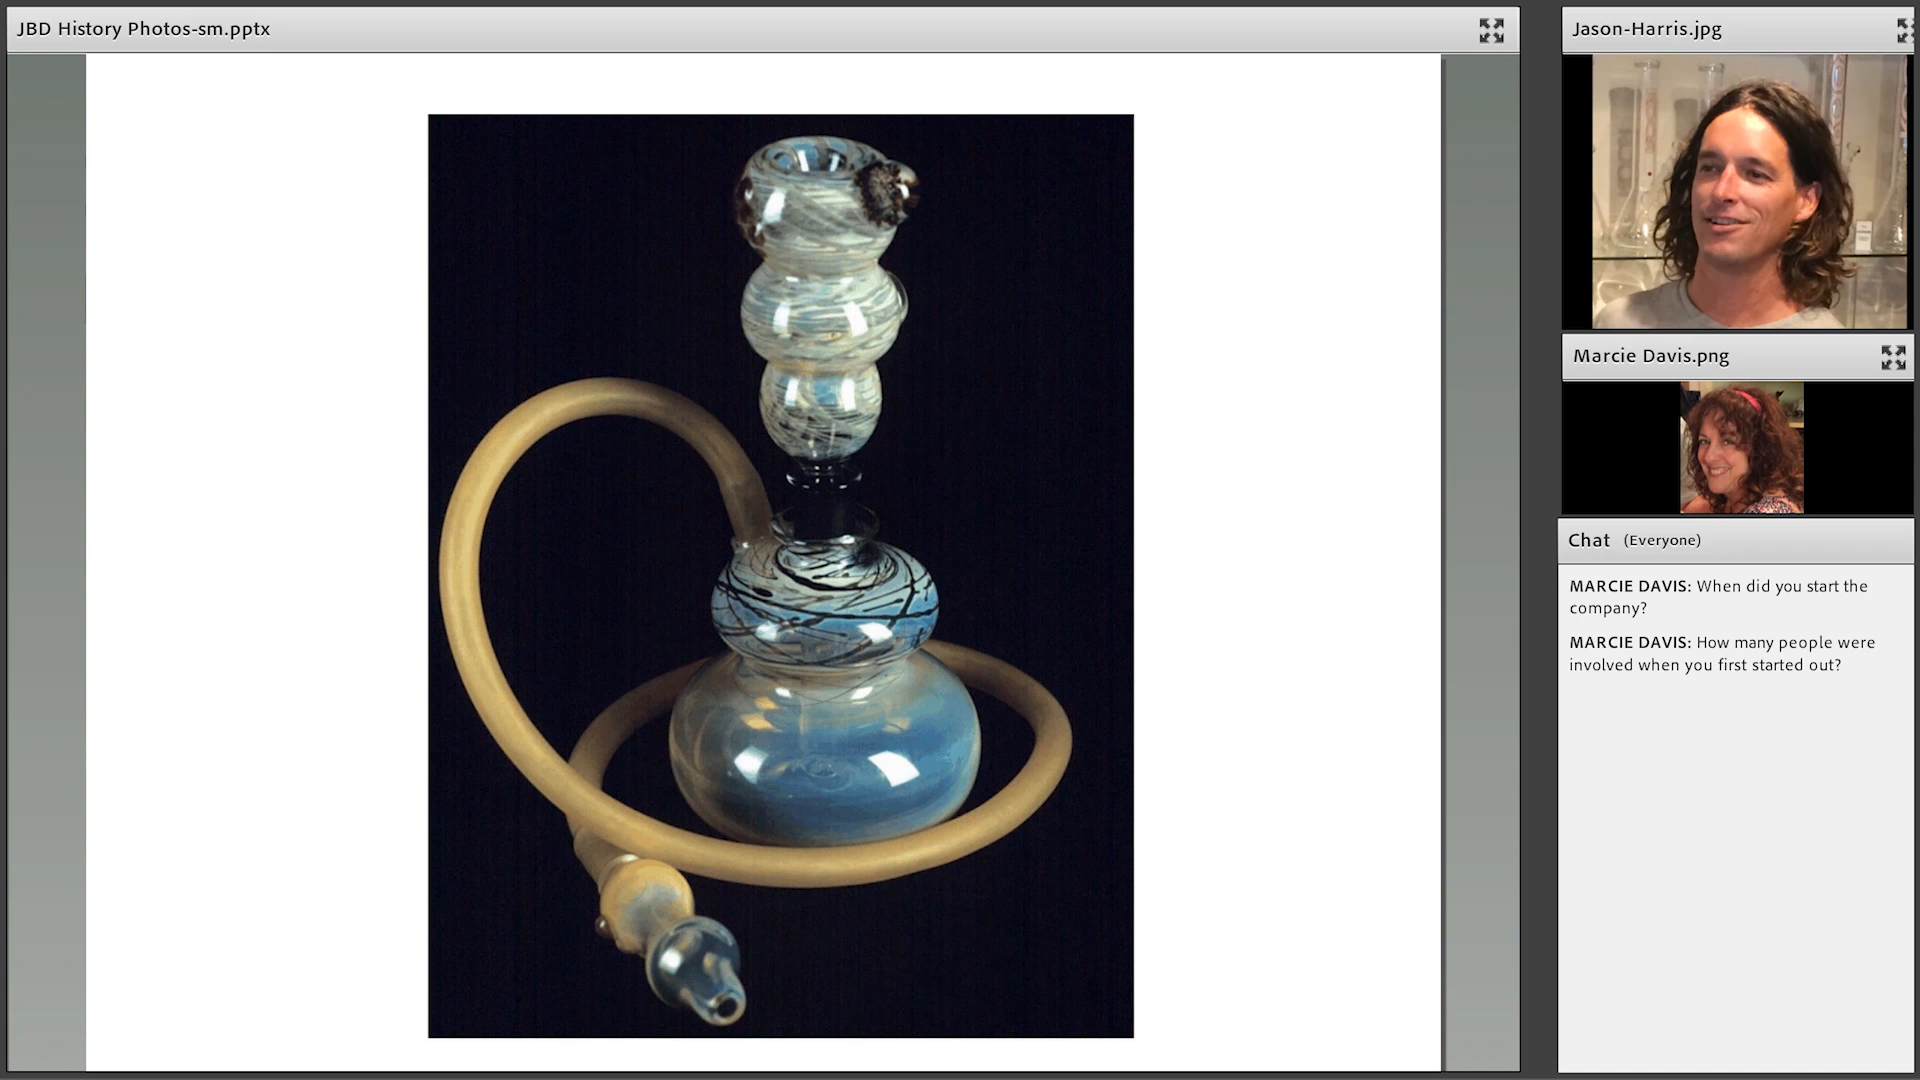 JBD History Photos-sm.pptx
Jason-Harris.jpg
Marcie Davis.png
Chat (Everyone)
MARCIE DAVIS: When did you start the
company?
MARCIE DAVIS: How many people were
involved when you first started out?